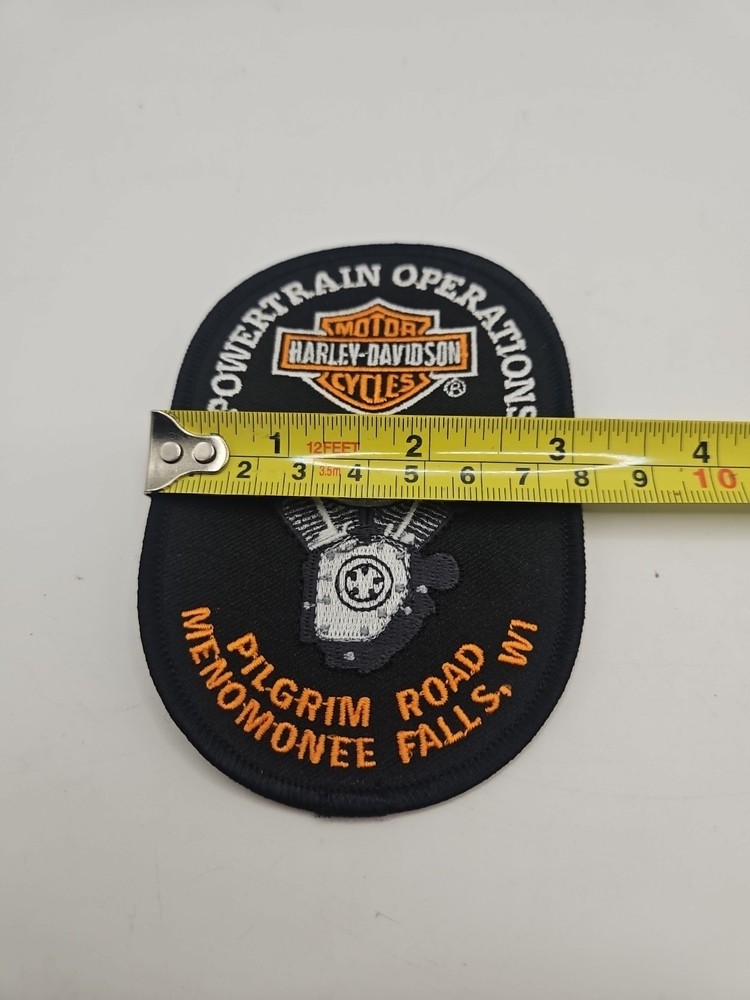 POWERTRAIN OPERATIONS
MOTOR
HARLEY-DAVIDSON
CYCLES ®
1 12FEET 2 3 4
2 3 3.5m 4 5 6 7 8 9 10
PILGRIM ROAD
MENOMONEE FALLS, WI